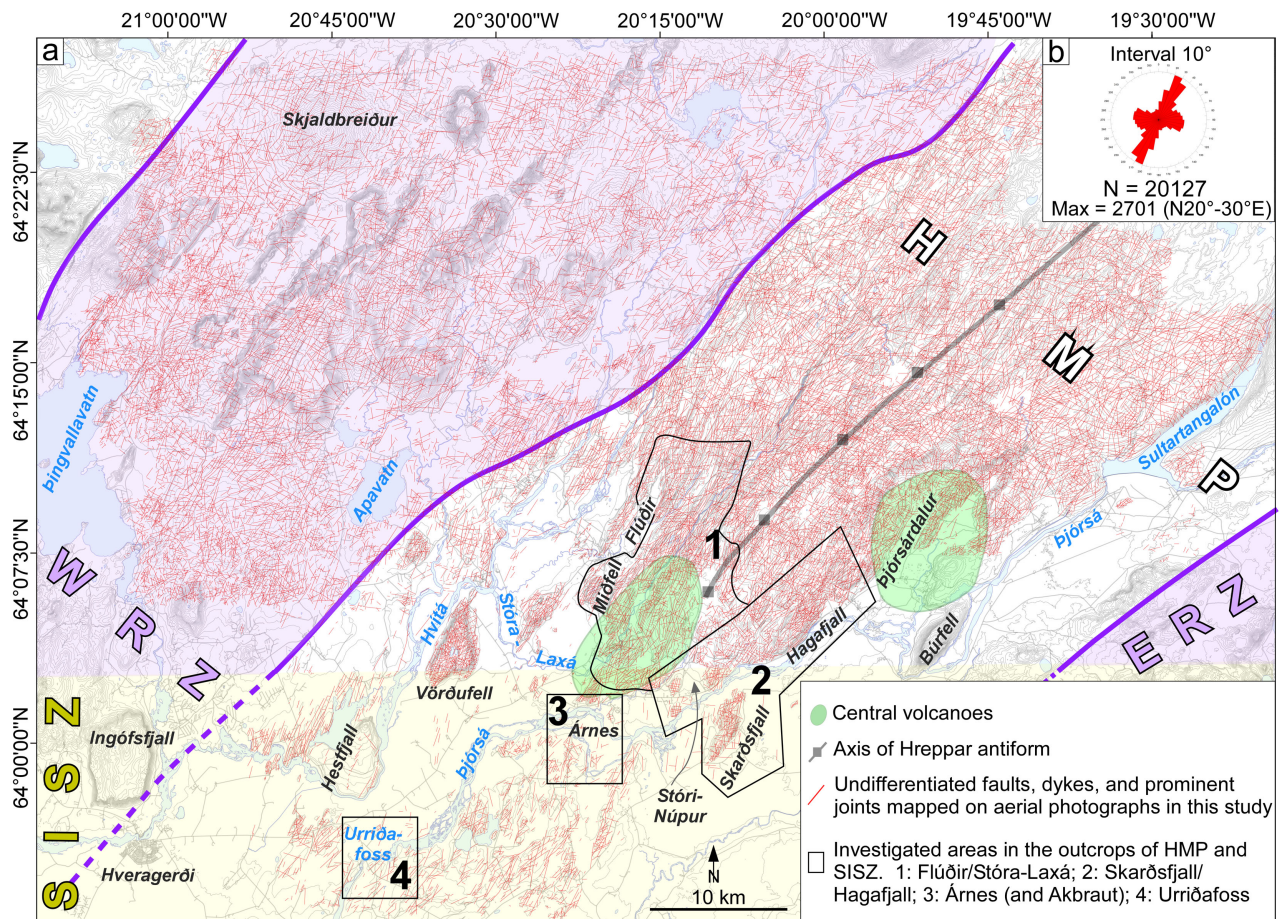 21°00'00"W 20°45'00"W 20°30'00"W 20°15'00"W 20°00'00"W 19°45'00"W 19°30'00"W
a
b
Interval 10°
N = 20127
Max = 2701 (N20°-30°E)
64°22'30"N
64°15'00"N
64°07'30"N
64°00'00"N
Skjaldbreiður
H
M
P
Þingvallavatn
Apavatn
Sultartangalón
Þjórsá
Flúðir
1
Þjórsárdalur
Miðfell
W R Z
Hvítá
Stóra-
Laxá
Hagafjall
Búrfell
E R Z
Vörðufell
2
3
Árnes
S I S Z
Ingófsfjall
Hestfjall
Þjórsá
Skarðsfjall
Stóri-
Núpur
Urriða-
foss
4
Hveragerði
N
10 km
Central volcanoes
Axis of Hreppar antiform
Undifferentiated faults, dykes, and prominent
joints mapped on aerial photographs in this study
Investigated areas in the outcrops of HMP and
SISZ. 1: Flúðir/Stóra-Laxá; 2: Skarðsfjall/
Hagafjall; 3: Árnes (and Akbraut); 4: Urriðafoss